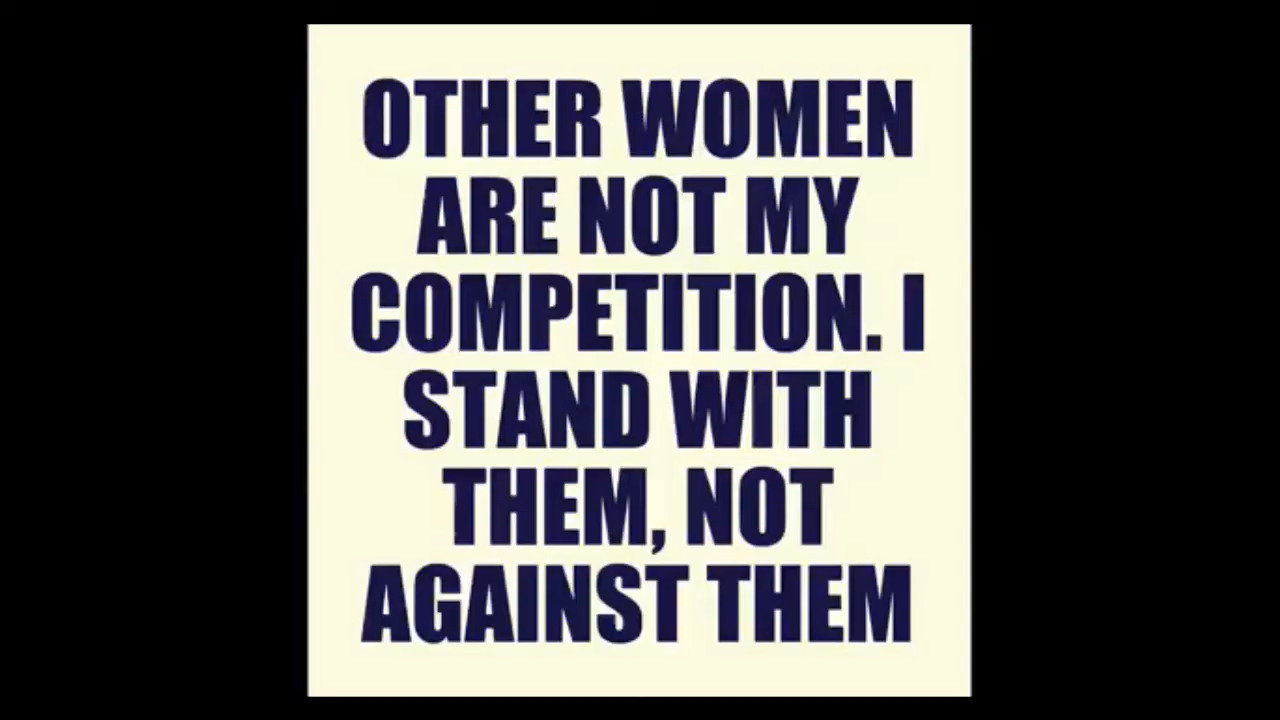 OTHER WOMEN
ARE NOT MY
COMPETITION. I
STAND WITH
THEM, NOT
AGAINST THEM